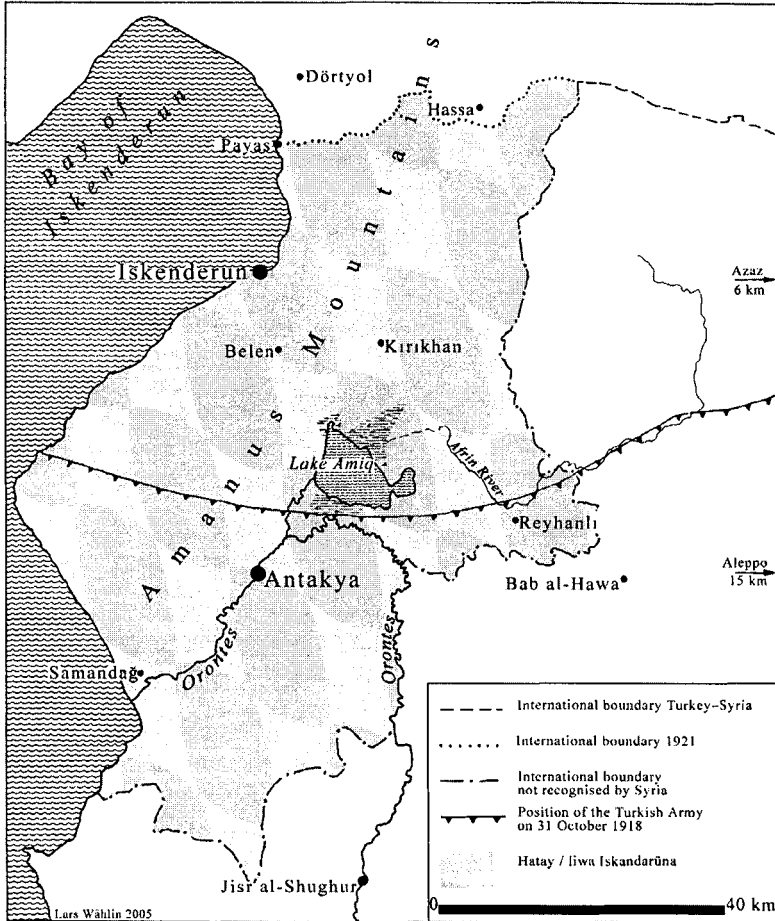 Dörtyol
Hassa
Payas
Bay of
Iskenderun
Amanus Mountains
Iskenderun
Azaz
6 km
Belen
Kırıkhan
Lake Amiq
Afrin River
Reyhanlı
Antakya
Aleppo
15 km
Bab al-Hawa
Orontes
Orontes
Samandağ
Jisr al-Shughur
International boundary Turkey–Syria
International boundary 1921
International boundary
not recognised by Syria
Position of the Turkish Army
on 31 October 1918
Hatay / liwa Iskandarūna
0 40 km
Lars Wåhlin 2005